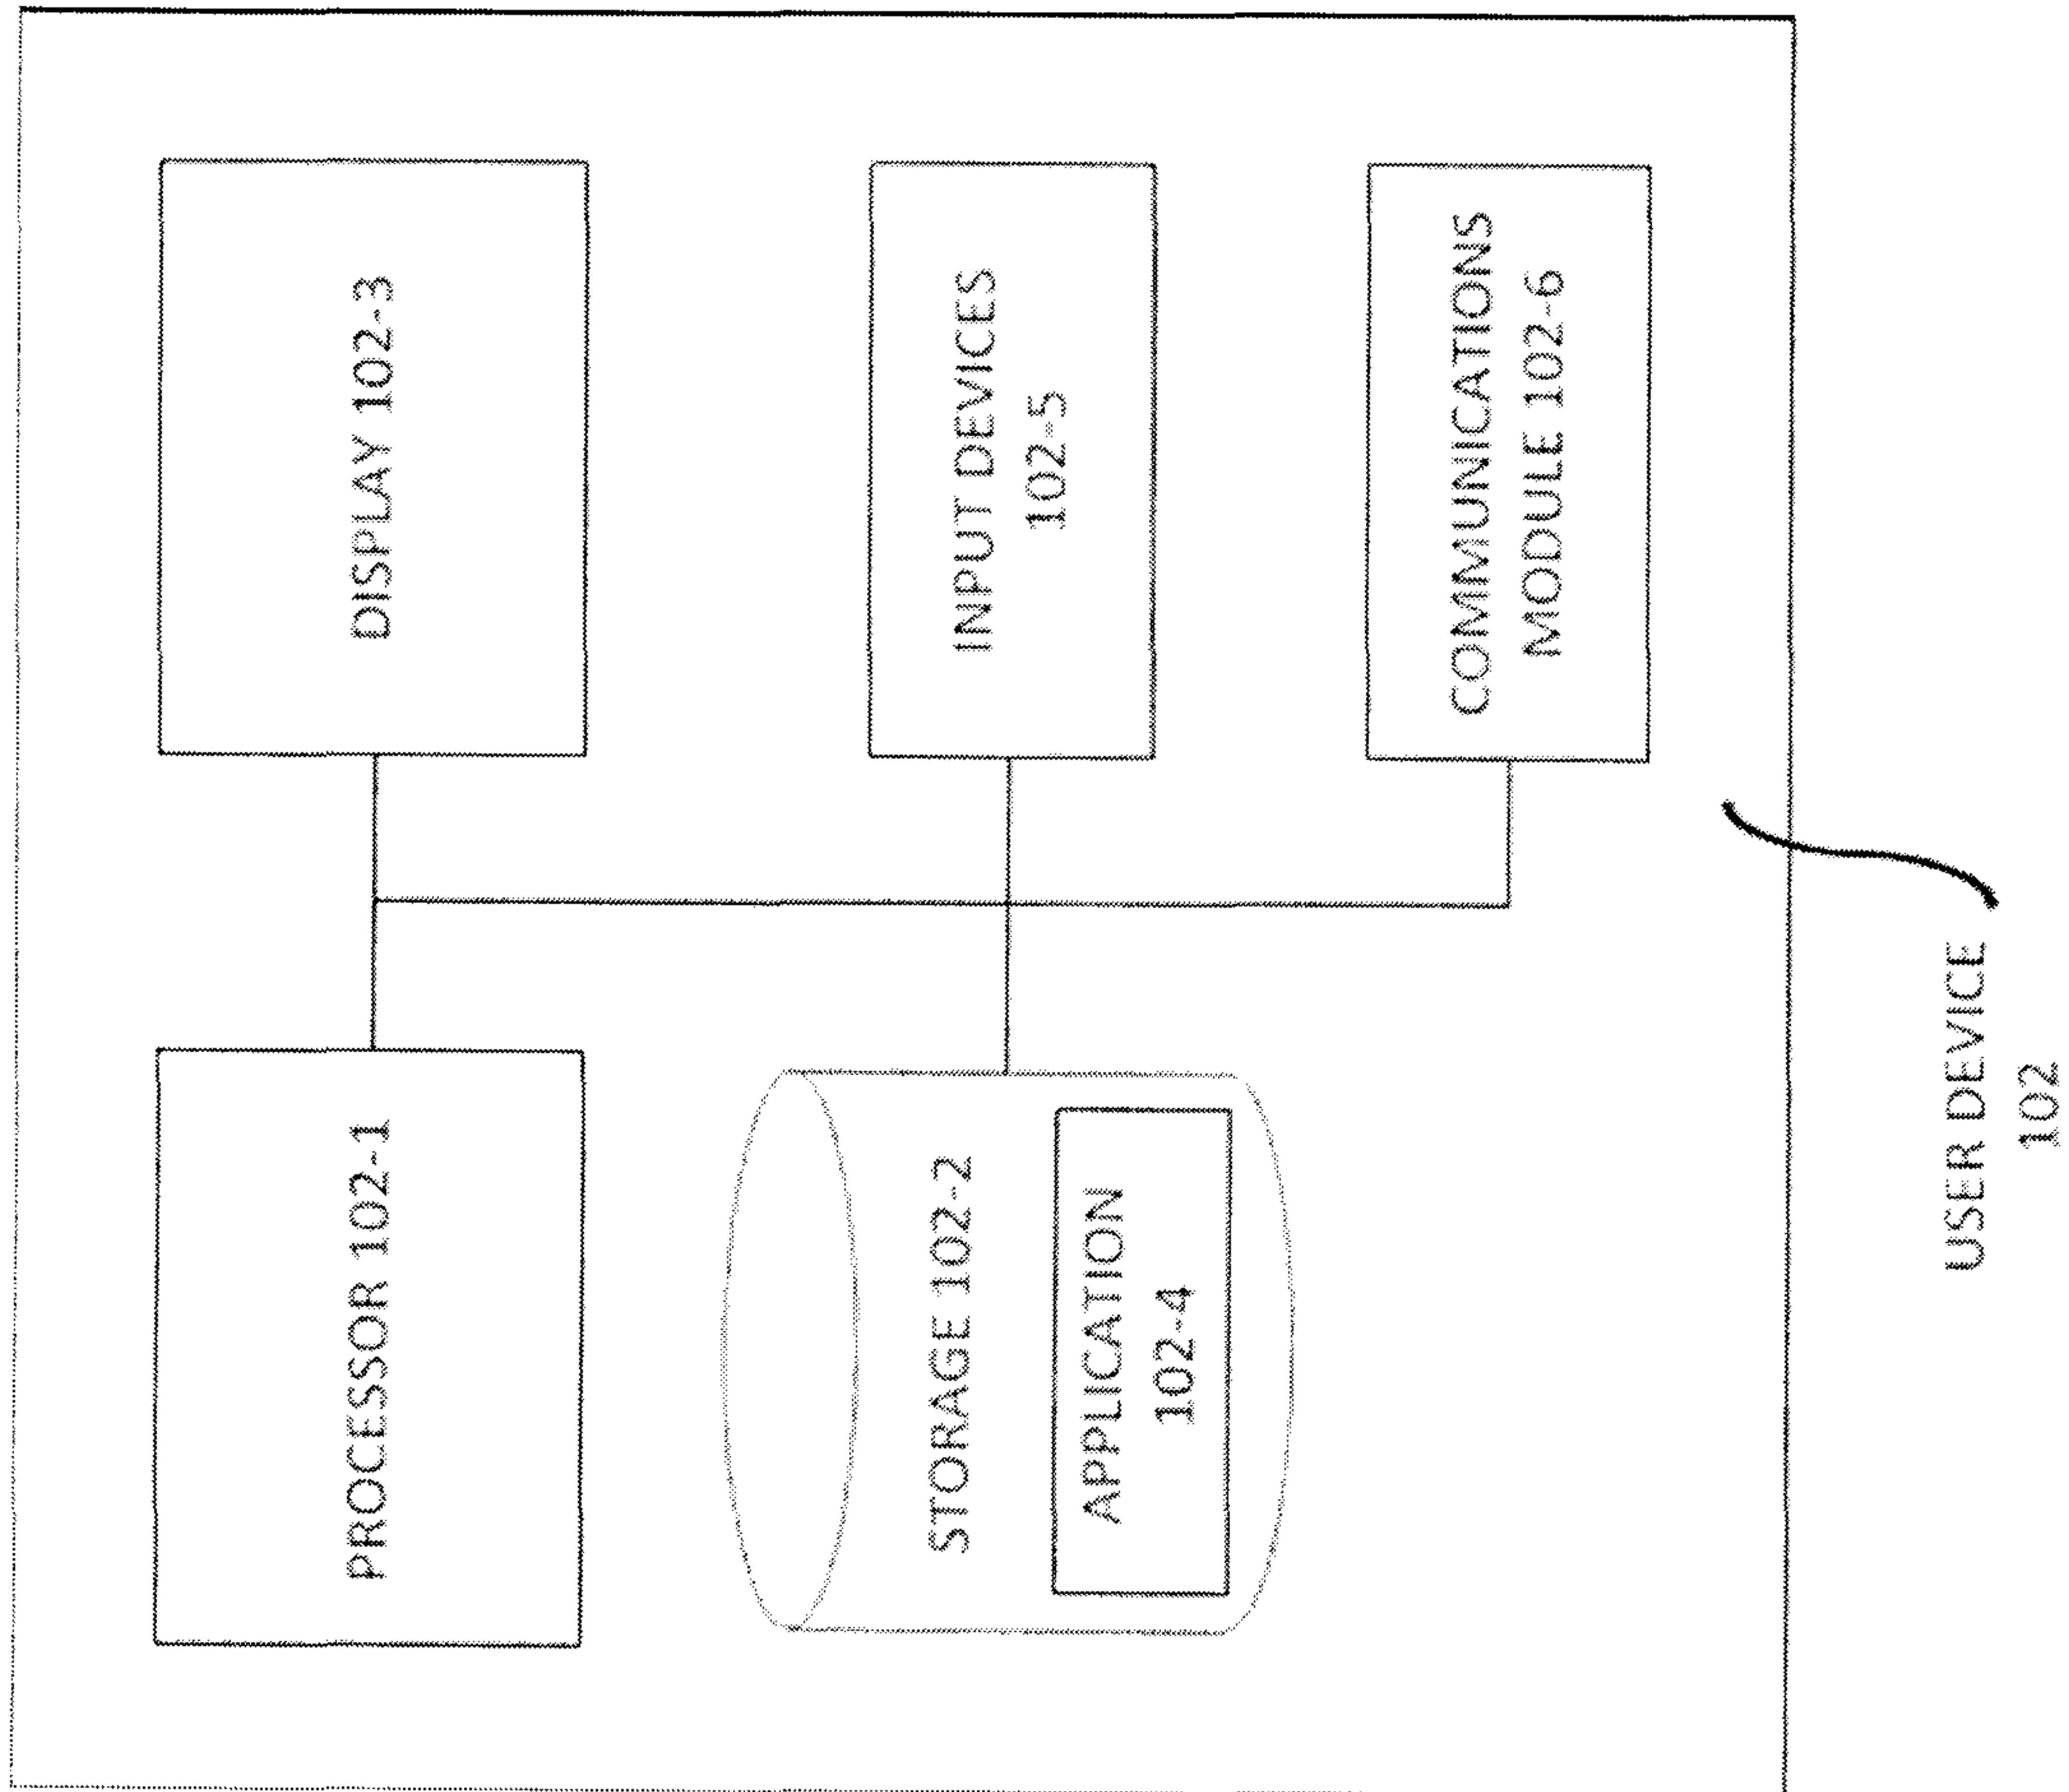 PROCESSOR 102-1
DISPLAY 102-3
STORAGE 102-2
APPLICATION
102-4
INPUT DEVICES
102-5
COMMUNICATIONS
MODULE 102-6
USER DEVICE
102